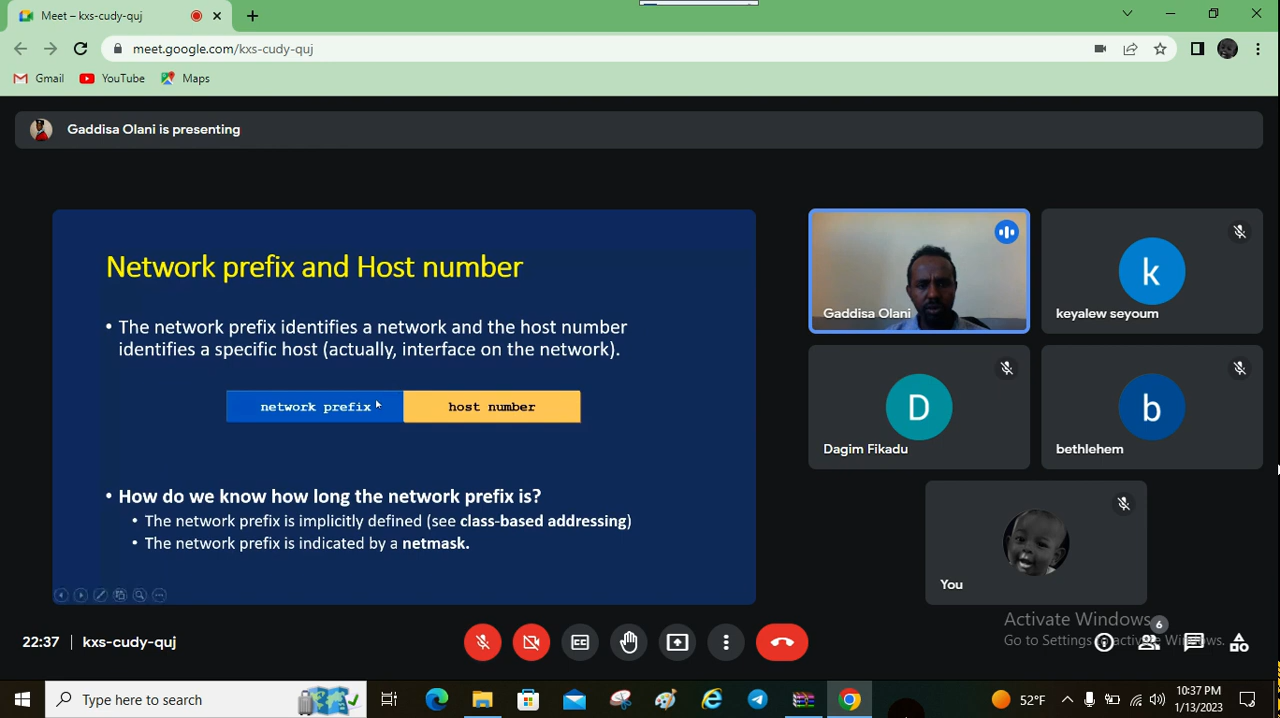 Meet – kxs-cudy-quj
meet.google.com/kxs-cudy-quj
Gmail
YouTube
Maps
Gaddisa Olani is presenting
Network prefix and Host number
• The network prefix identifies a network and the host number
identifies a specific host (actually, interface on the network).
network prefix
host number
• How do we know how long the network prefix is?
• The network prefix is implicitly defined (see class-based addressing)
• The network prefix is indicated by a netmask.
Gaddisa Olani
k
keyalew seyoum
D
Dagim Fikadu
b
bethlehem
You
Activate Windows
Go to Settings to activate Windows.
22:37 | kxs-cudy-quj
6
Type here to search
52°F
10:37 PM
1/13/2023